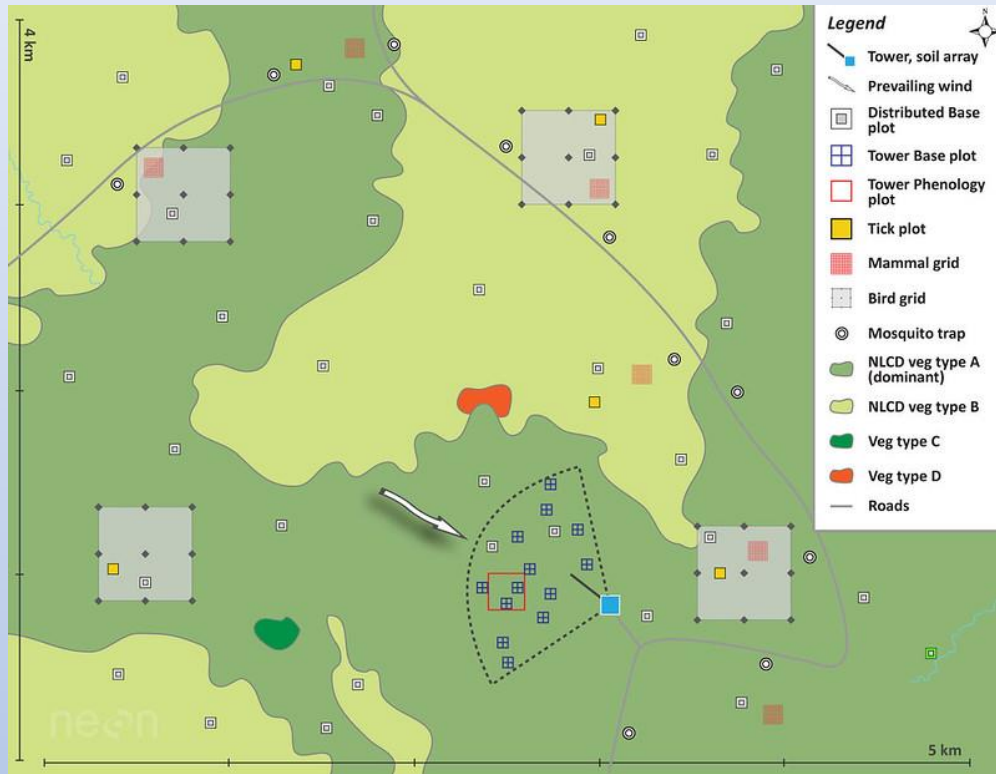 4 km
Legend
N
Tower, soil array
Prevailing wind
Distributed Base
plot
Tower Base plot
Tower Phenology
plot
Tick plot
Mammal grid
Bird grid
Mosquito trap
NLCD veg type A
(dominant)
NLCD veg type B
Veg type C
Veg type D
Roads
neon
5 km